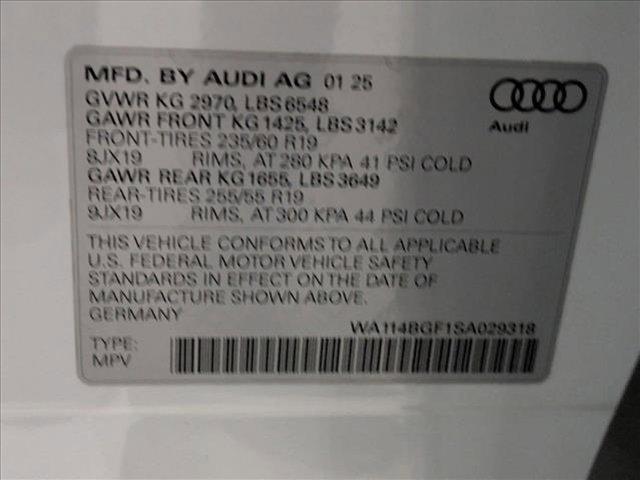 MFD. BY AUDI AG 01 25
GVWR KG 2970, LBS 6548
GAWR FRONT KG 1425, LBS 3142
FRONT-TIRES 235/60 R19
8JX19 RIMS, AT 280 KPA 41 PSI COLD
GAWR REAR KG 1655, LBS 3649
REAR-TIRES 255/55 R19
9JX19 RIMS, AT 300 KPA 44 PSI COLD
Audi
THIS VEHICLE CONFORMS TO ALL APPLICABLE
U.S. FEDERAL MOTOR VEHICLE SAFETY
STANDARDS IN EFFECT ON THE DATE OF
MANUFACTURE SHOWN ABOVE.
GERMANY
WA114BGF1SA029318
TYPE:
MPV